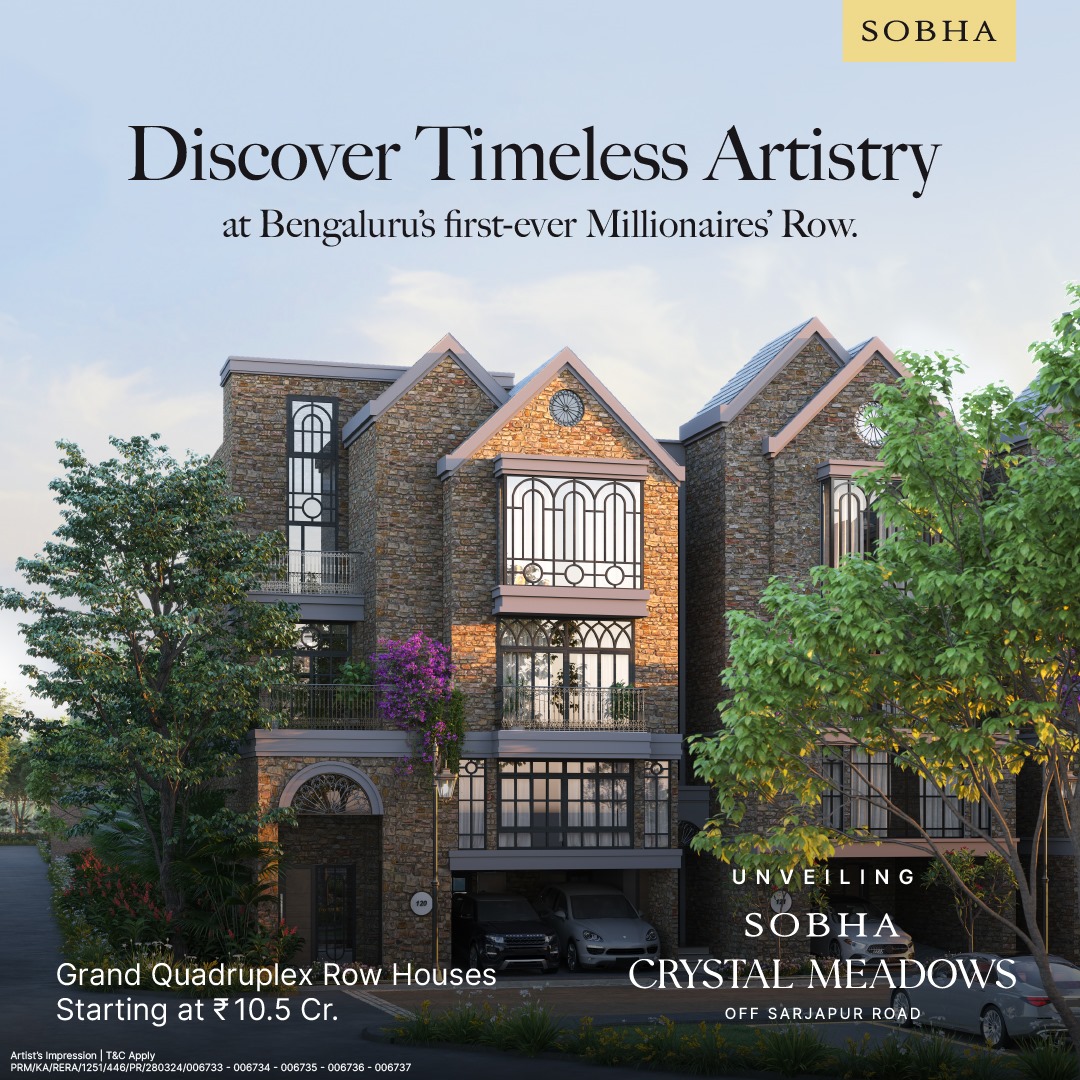 SOBHA
Discover Timeless Artistry
at Bengaluru's first-ever Millionaires' Row.
120
UNVEILING
SOBHA
CRYSTAL MEADOWS
OFF SARJAPUR ROAD
Grand Quadruplex Row Houses
Starting at ₹10.5 Cr.
Artist's Impression | T&C Apply
PRM/KA/RERA/1251/446/PR/280324/006733 - 006734 - 006735 - 006736 - 006737